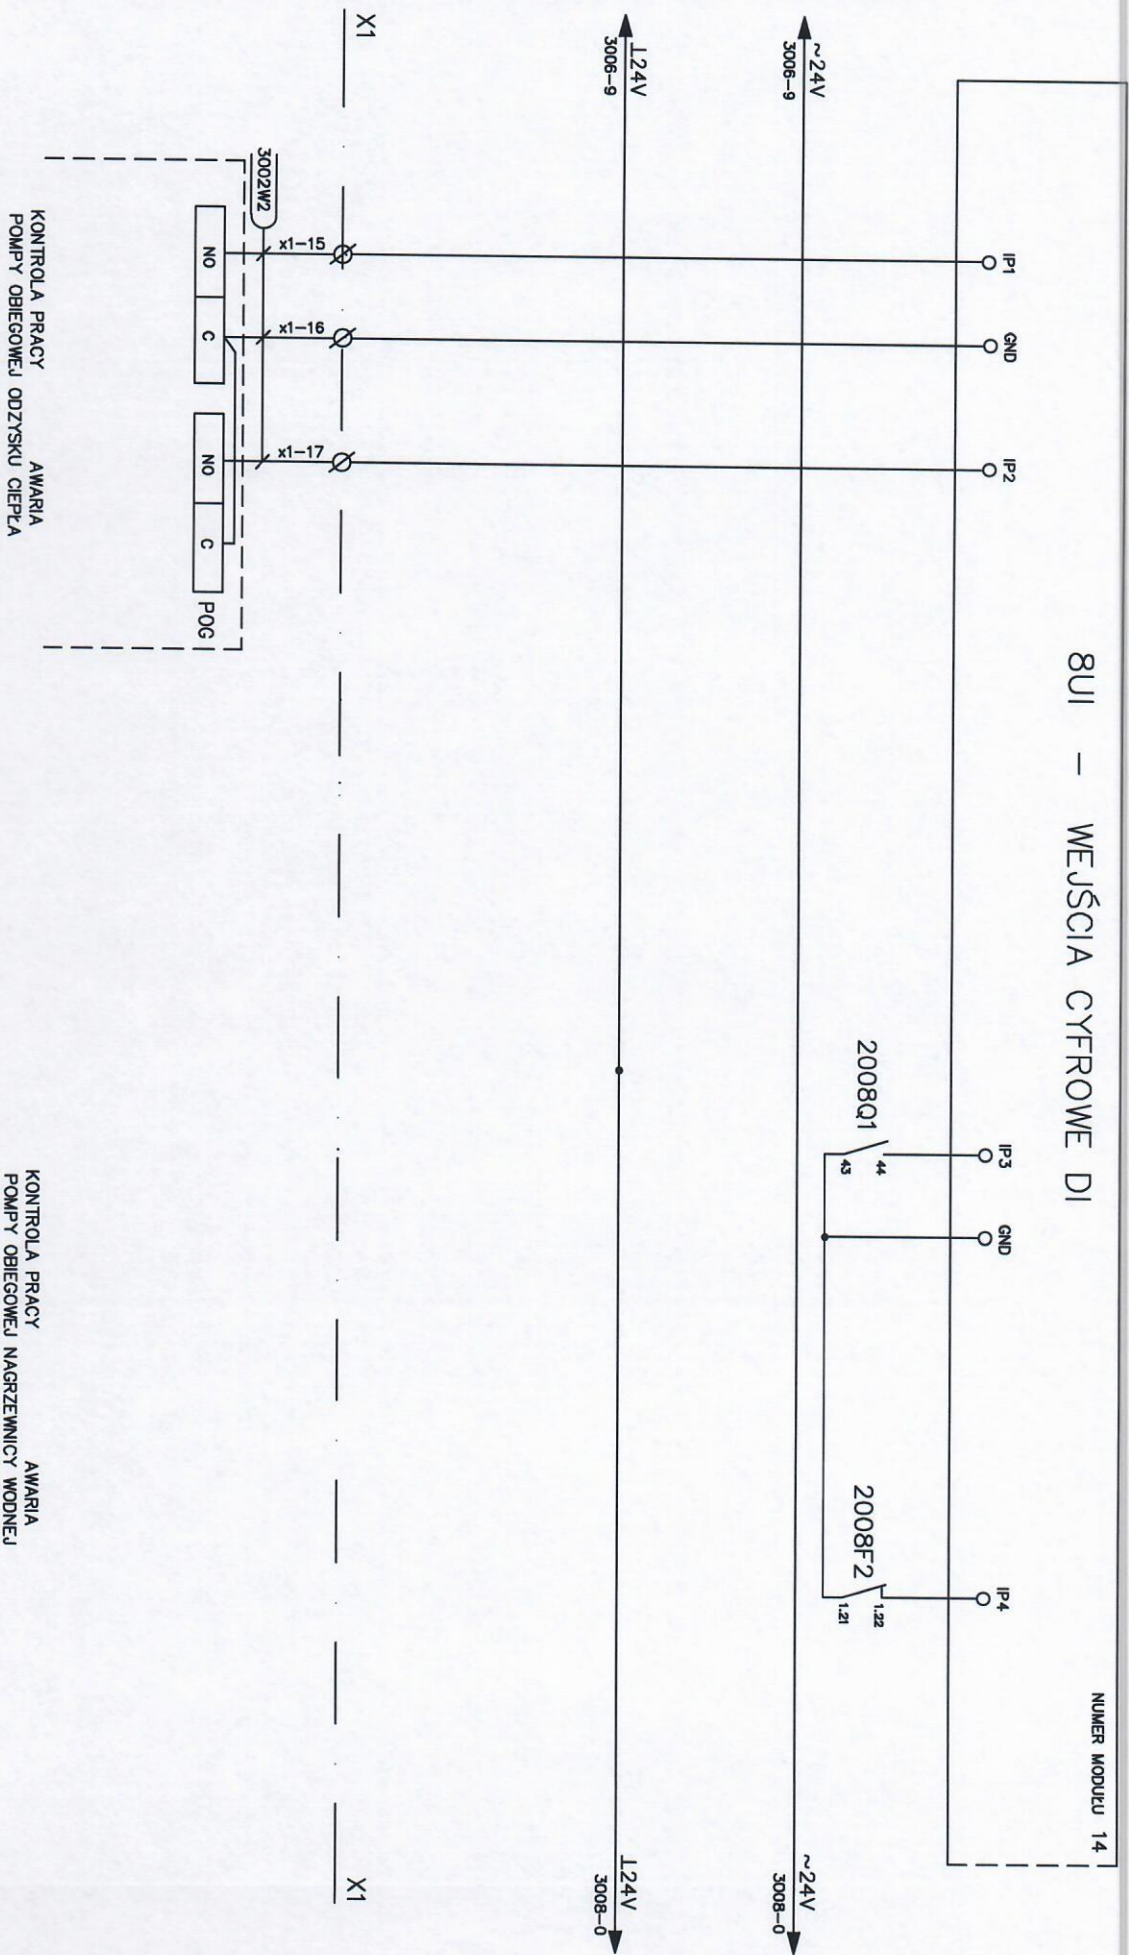 8UI - WEJŚCIA CYFROWE DI
NUMER MODUŁU 14
IP1
GND
IP2
IP3
GND
IP4
2008Q1
44
43
2008F2
1.22
1.21
~24V
3006-9
~24V
3008-0
⊥24V
3006-9
⊥24V
3008-0
X1
X1
x1-15
x1-16
x1-17
3002W2
NO
C
NO
C
POG
KONTROLA PRACY AWARIA
POMPY OBIEGOWEJ ODZYSKU CIEPŁA
KONTROLA PRACY AWARIA
POMPY OBIEGOWEJ NAGRZEWNICY WODNEJ